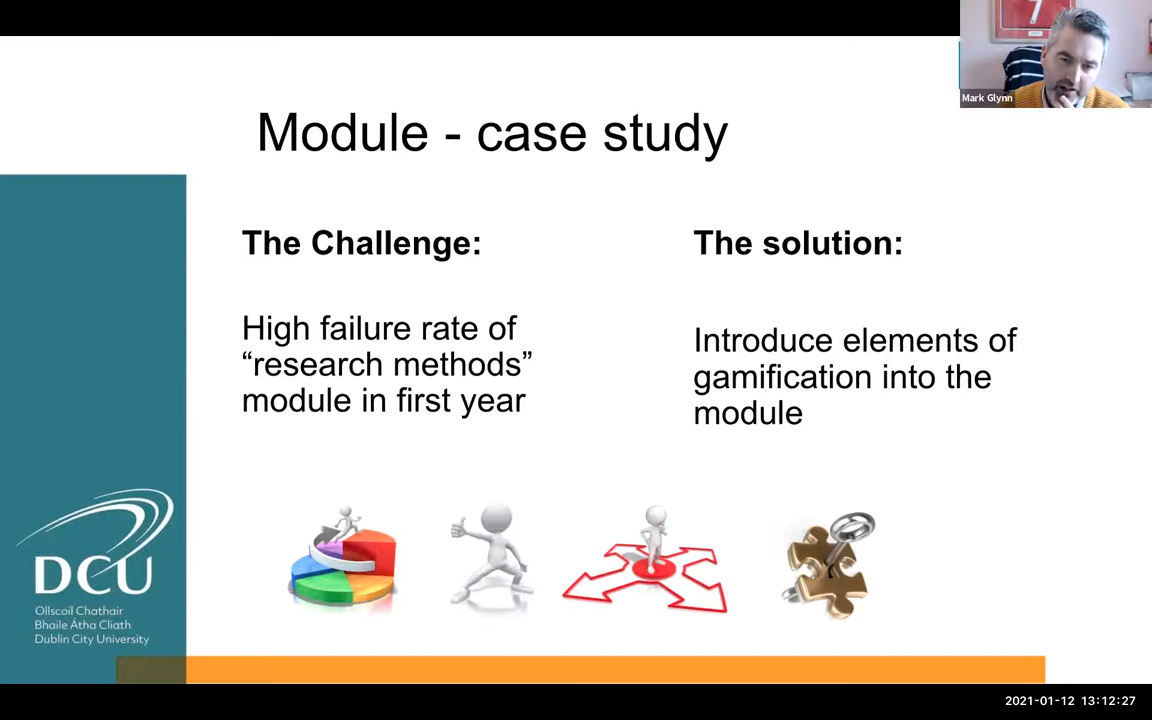 7
Mark Glynn
Module - case study
The Challenge:
High failure rate of
“research methods”
module in first year
The solution:
Introduce elements of
gamification into the
module
DCU
Ollscoil Chathair
Bhaile Átha Cliath
Dublin City University
2021-01-12 13:12:27